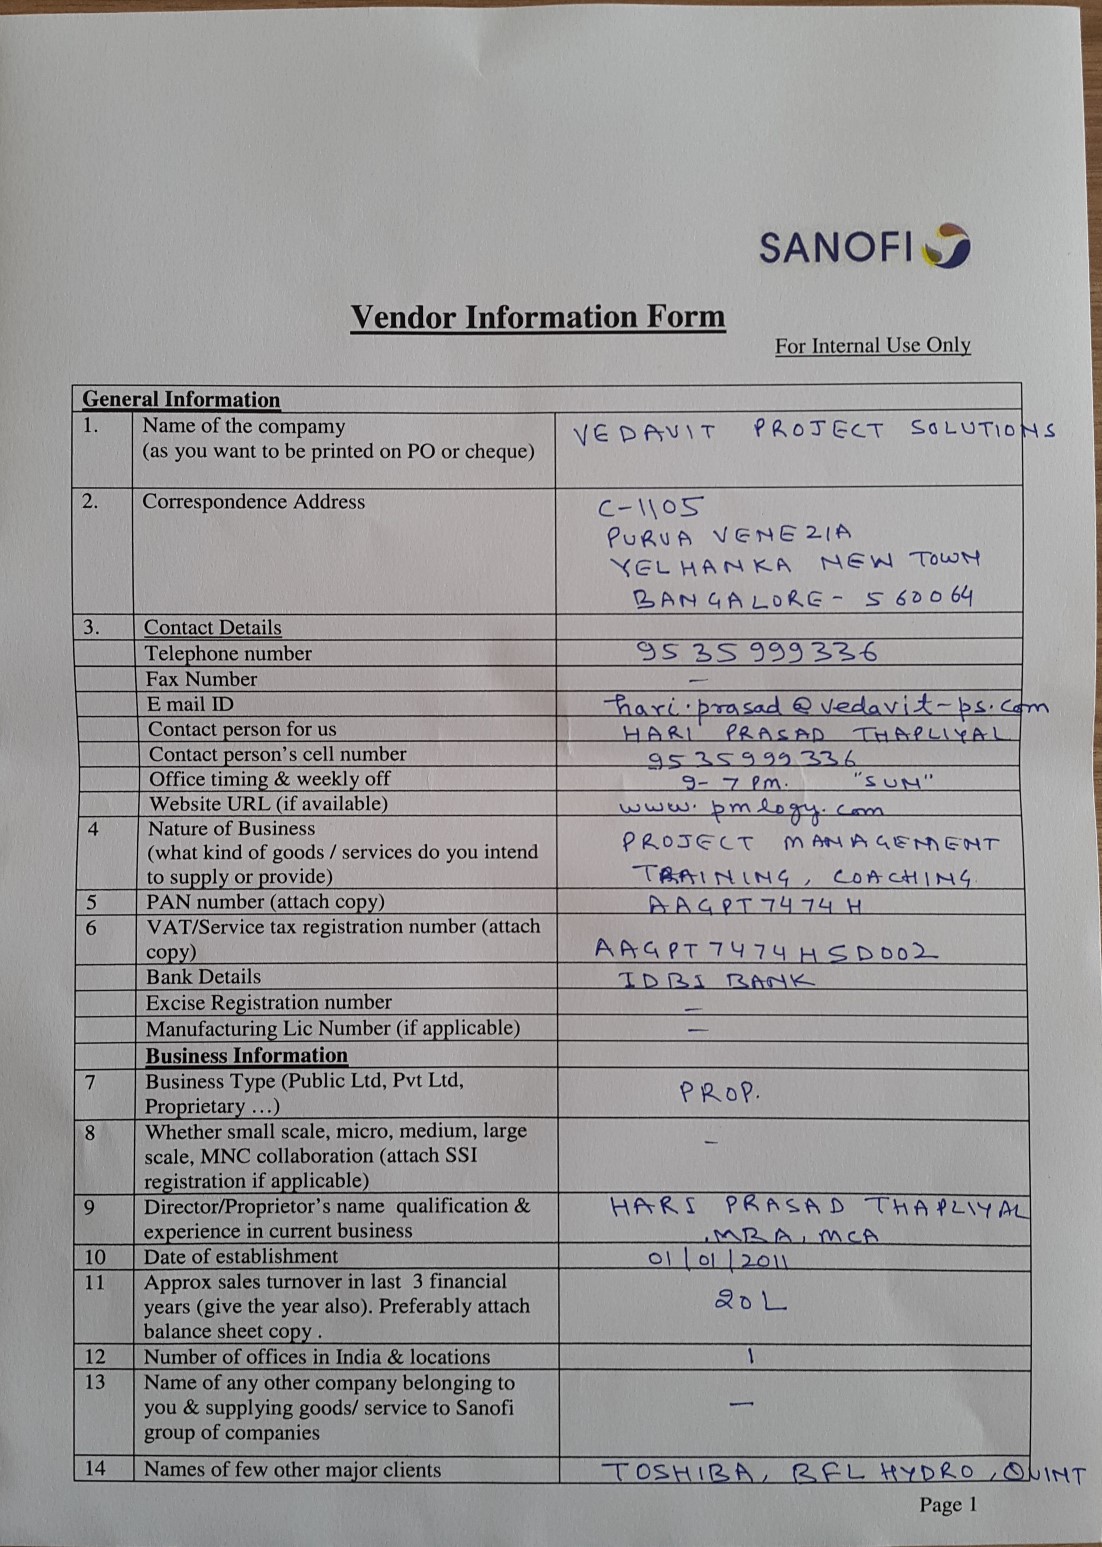 SANOFI
Vendor Information Form
For Internal Use Only
General Information
1. Name of the compamy VEDAVIT PROJECT SOLUTIONS
(as you want to be printed on PO or cheque)
2. Correspondence Address C-1105
PURVA VENEZIA
YELHANKA NEW TOWN
BANGALORE - 560064
3. Contact Details
Telephone number 9535999336
Fax Number –
E mail ID hari.prasad@vedavit-ps.com
Contact person for us HARI PRASAD THAPLIYAL
Contact person's cell number 9535999336
Office timing & weekly off 9-7 PM. "SUN"
Website URL (if available) www.pmlogy.com
4 Nature of Business PROJECT MANAGEMENT
(what kind of goods / services do you intend
to supply or provide) TRAINING, COACHING
5 PAN number (attach copy) AAGPT7474H
6 VAT/Service tax registration number (attach
copy) AAGPT7474HSD002
Bank Details IDBI BANK
Excise Registration number –
Manufacturing Lic Number (if applicable) –
Business Information
7 Business Type (Public Ltd, Pvt Ltd, PROP.
Proprietary ...)
8 Whether small scale, micro, medium, large –
scale, MNC collaboration (attach SSI
registration if applicable)
9 Director/Proprietor's name qualification & HARI PRASAD THAPLIYAL
experience in current business MBA, MCA
10 Date of establishment 01/01/2011
11 Approx sales turnover in last 3 financial
years (give the year also). Preferably attach 20L
balance sheet copy .
12 Number of offices in India & locations 1
13 Name of any other company belonging to
you & supplying goods/ service to Sanofi –
group of companies
14 Names of few other major clients TOSHIBA, BFL HYDRO, QUINT
Page 1